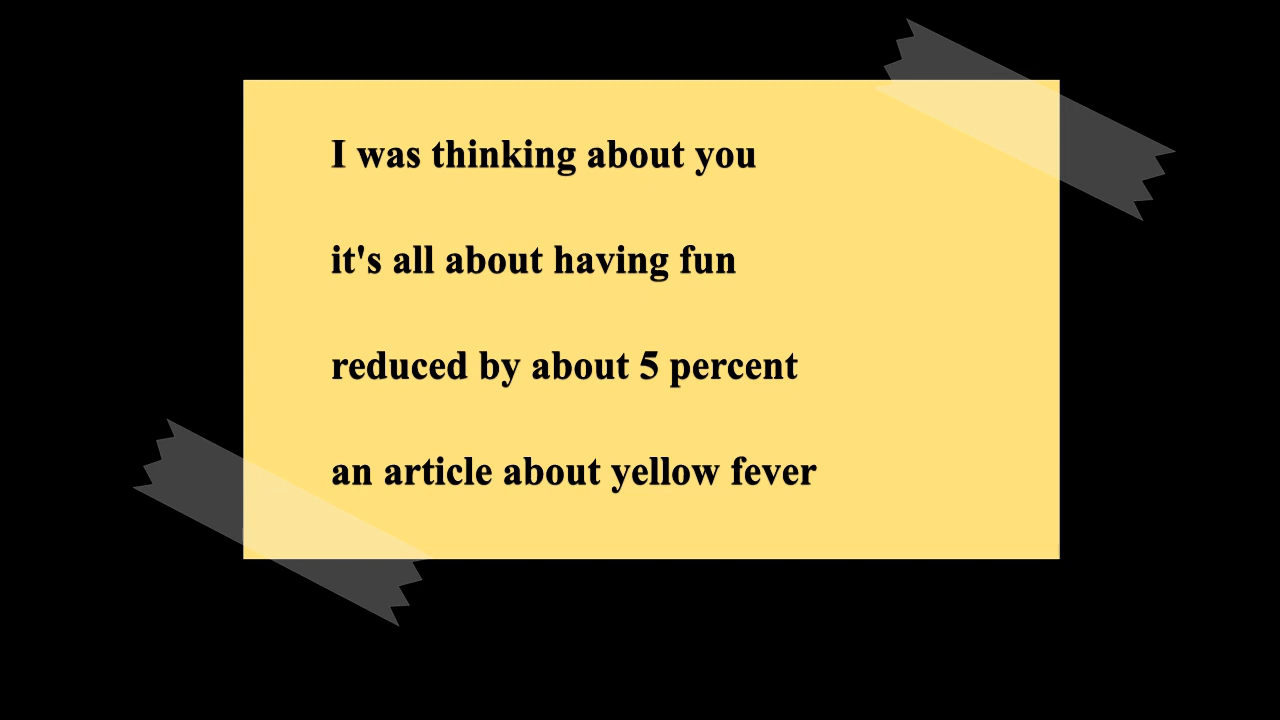 I was thinking about you
it's all about having fun
reduced by about 5 percent
an article about yellow fever